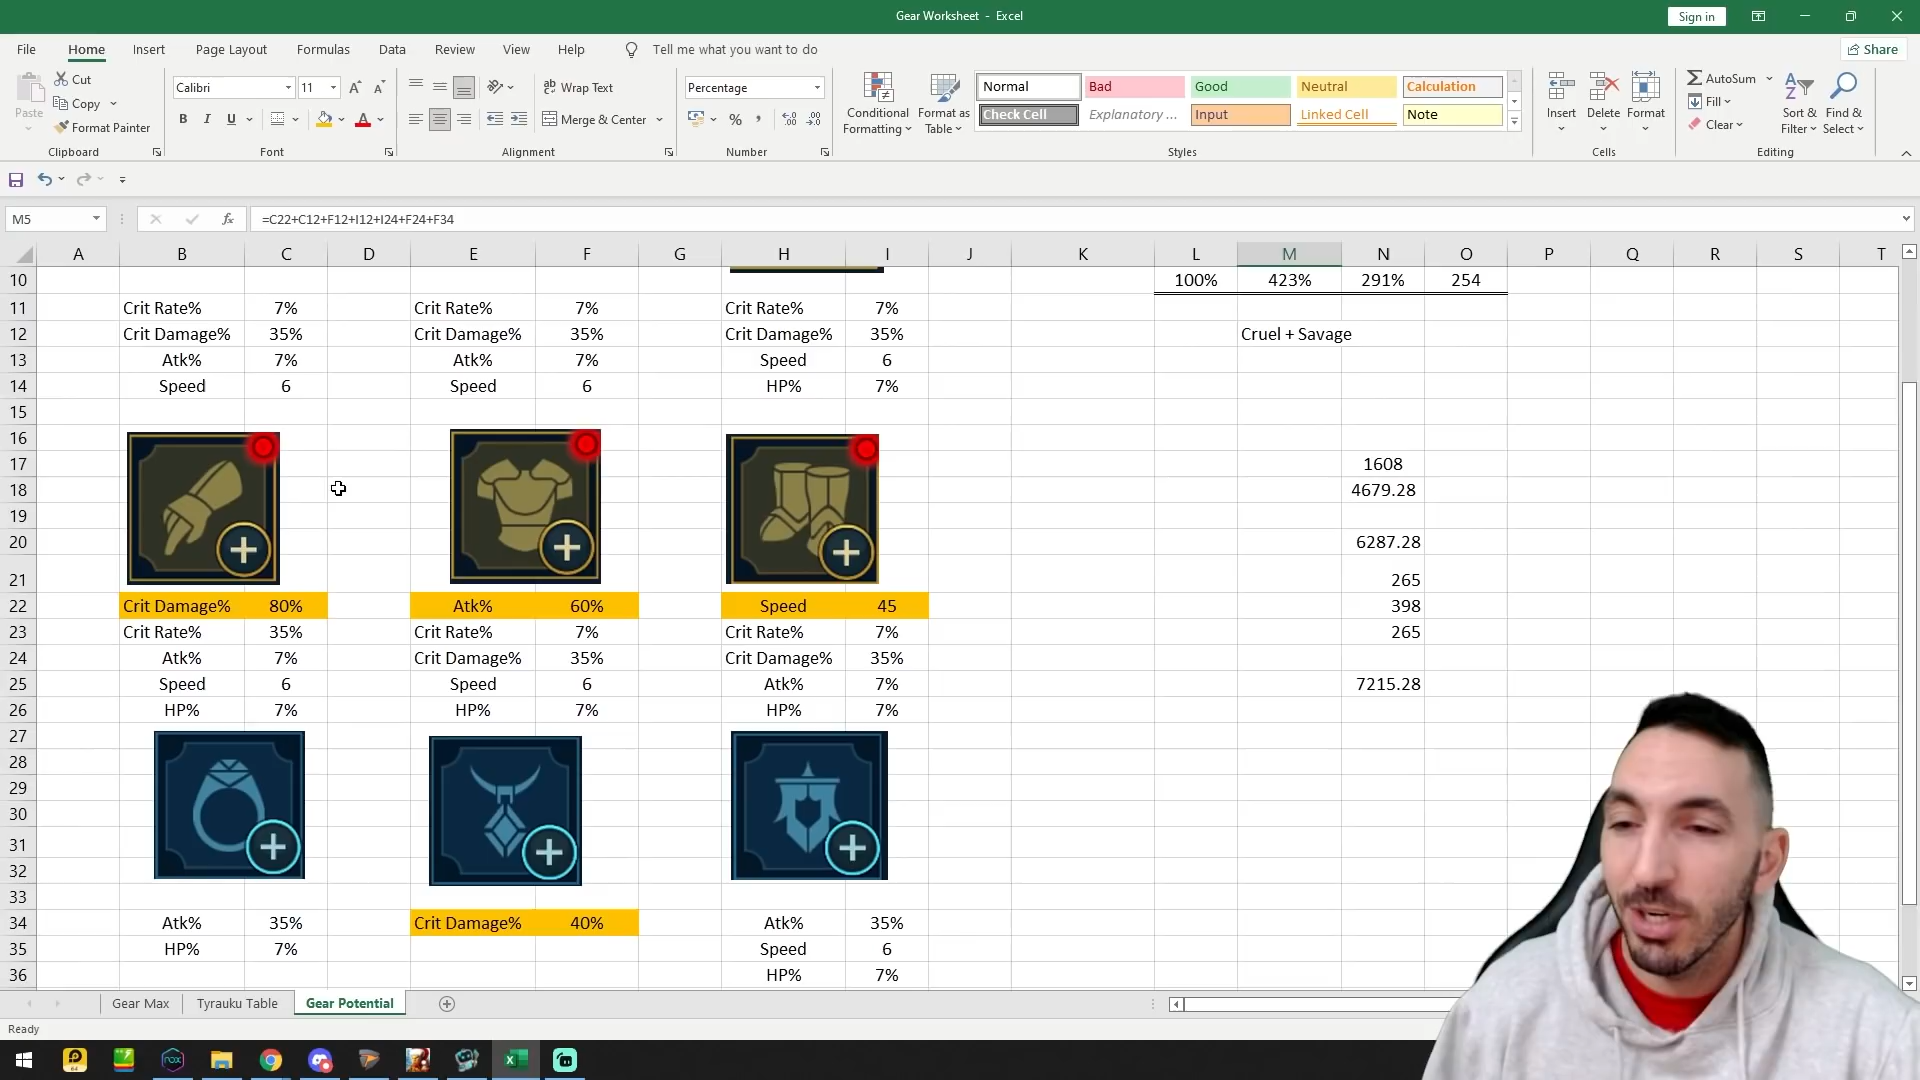 Gear Worksheet - Excel
Sign in
File Home Insert Page Layout Formulas Data Review View Help Tell me what you want to do Share
Paste Cut Copy Format Painter Clipboard
Calibri 11 B I U Font
Wrap Text Merge & Center Alignment
Percentage % , Number
Conditional Formatting Format as Table
Normal Bad Good Neutral Calculation
Check Cell Explanatory ... Input Linked Cell Note
Styles
Insert Delete Format Cells
AutoSum Fill Clear Sort & Filter Find & Select Editing
M5 fx =C22+C12+F12+I12+I24+F24+F34
A B C D E F G H I J K L M N O P Q R S T
10 100% 423% 291% 254
11 Crit Rate% 7% Crit Rate% 7% Crit Rate% 7%
12 Crit Damage% 35% Crit Damage% 35% Crit Damage% 35% Cruel + Savage
13 Atk% 7% Atk% 7% Speed 6
14 Speed 6 Speed 6 HP% 7%
15
16
17 1608
18 4679.28
19
20 6287.28
21 265
22 Crit Damage% 80% Atk% 60% Speed 45 398
23 Crit Rate% 35% Crit Rate% 7% Crit Rate% 7% 265
24 Atk% 7% Crit Damage% 35% Crit Damage% 35%
25 Speed 6 Speed 6 Atk% 7% 7215.28
26 HP% 7% HP% 7% HP% 7%
27
28
29
30
31
32
33
34 Atk% 35% Crit Damage% 40% Atk% 35%
35 HP% 7% Speed 6
36 HP% 7%
Gear Max Tyrauku Table Gear Potential
Ready